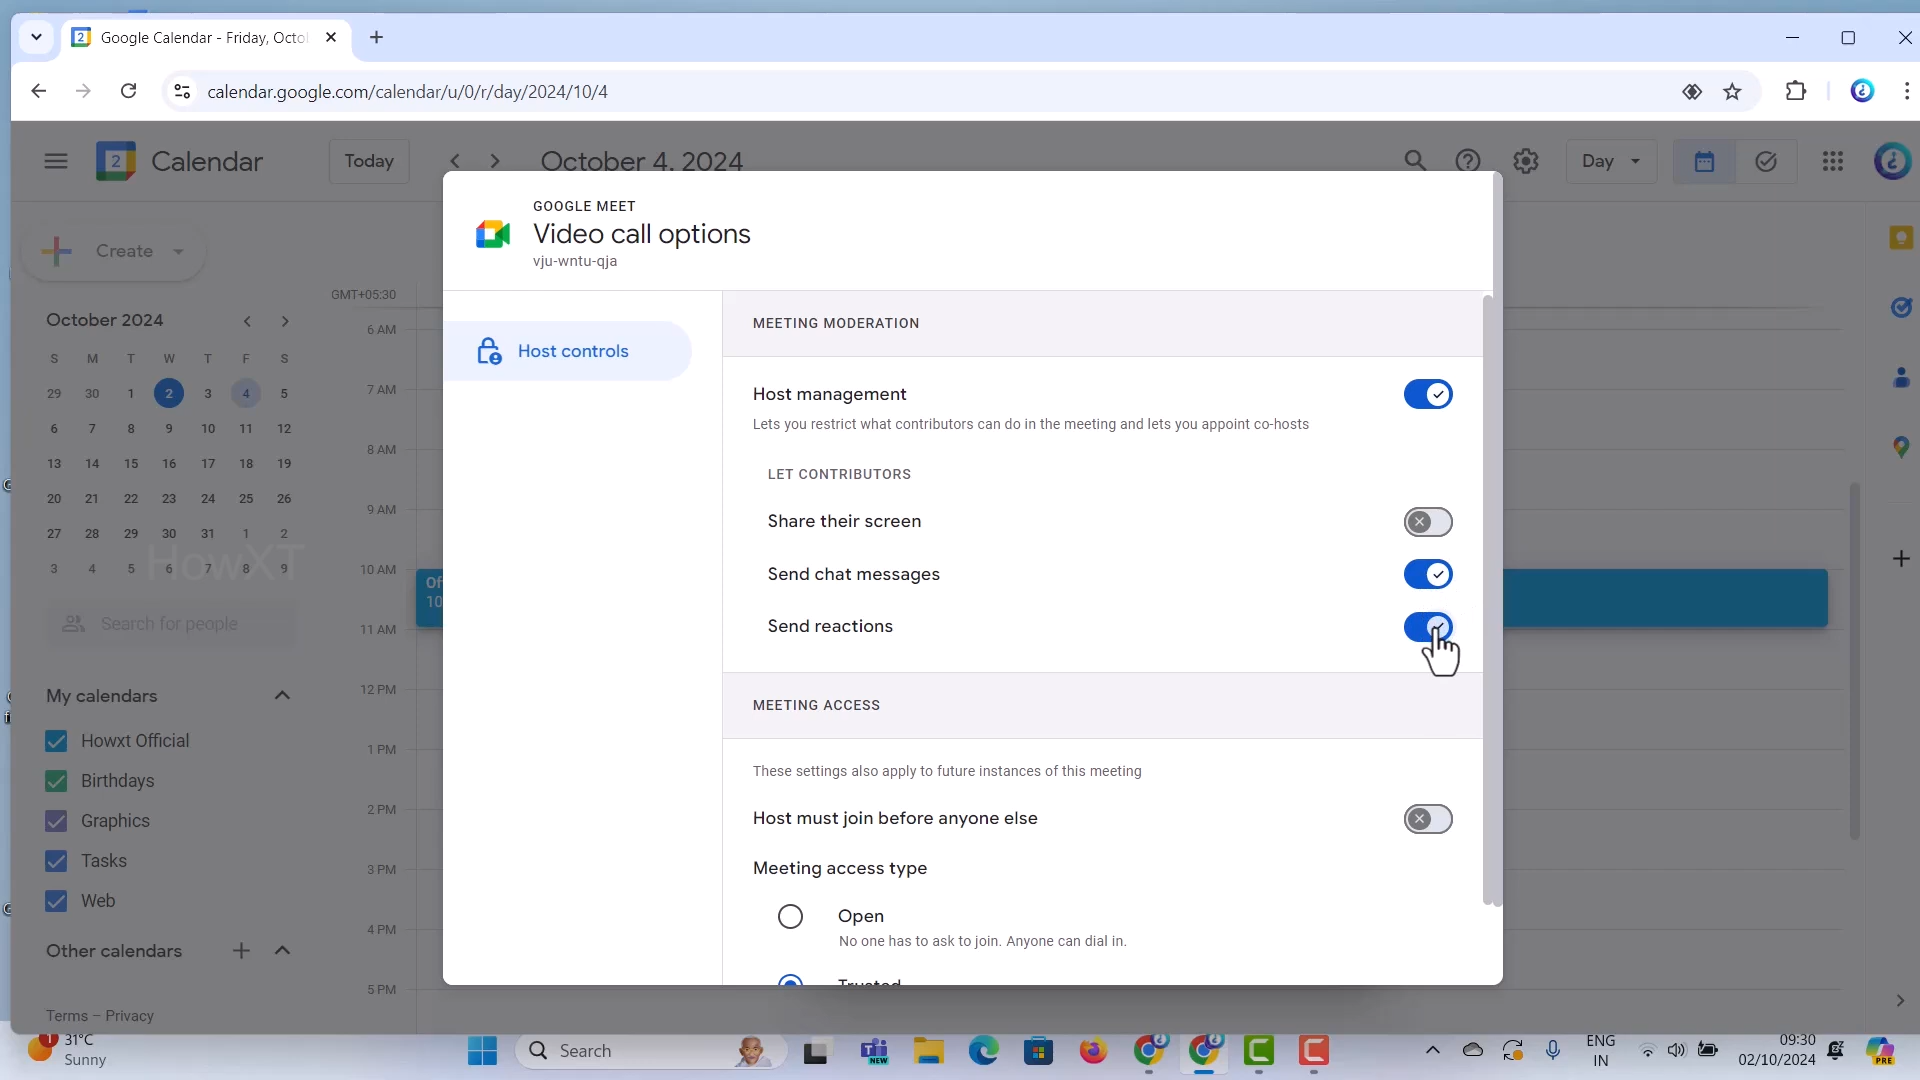 Google Calendar - Friday, Octo
calendar.google.com/calendar/u/0/r/day/2024/10/4
2 Calendar
Today
October 4, 2024
Day
Create
GMT+05:30
October 2024
S M T W T F S
29 30 1 2 3 4 5
6 7 8 9 10 11 12
13 14 15 16 17 18 19
20 21 22 23 24 25 26
27 28 29 30 31 1 2
3 4 5 6 7 8 9
HowXT
Search for people
My calendars
Howxt Official
Birthdays
Graphics
Tasks
Web
Other calendars
Terms – Privacy
6 AM
7 AM
8 AM
9 AM
10 AM
11 AM
12 PM
1 PM
2 PM
3 PM
4 PM
5 PM
Of
10
GOOGLE MEET
Video call options
vju-wntu-qja
Host controls
MEETING MODERATION
Host management
Lets you restrict what contributors can do in the meeting and lets you appoint co-hosts
LET CONTRIBUTORS
Share their screen
Send chat messages
Send reactions
MEETING ACCESS
These settings also apply to future instances of this meeting
Host must join before anyone else
Meeting access type
Open
No one has to ask to join. Anyone can dial in.
Trusted
1
31°C
Sunny
Search
NEW
ENG
IN
09:30
02/10/2024
PRE